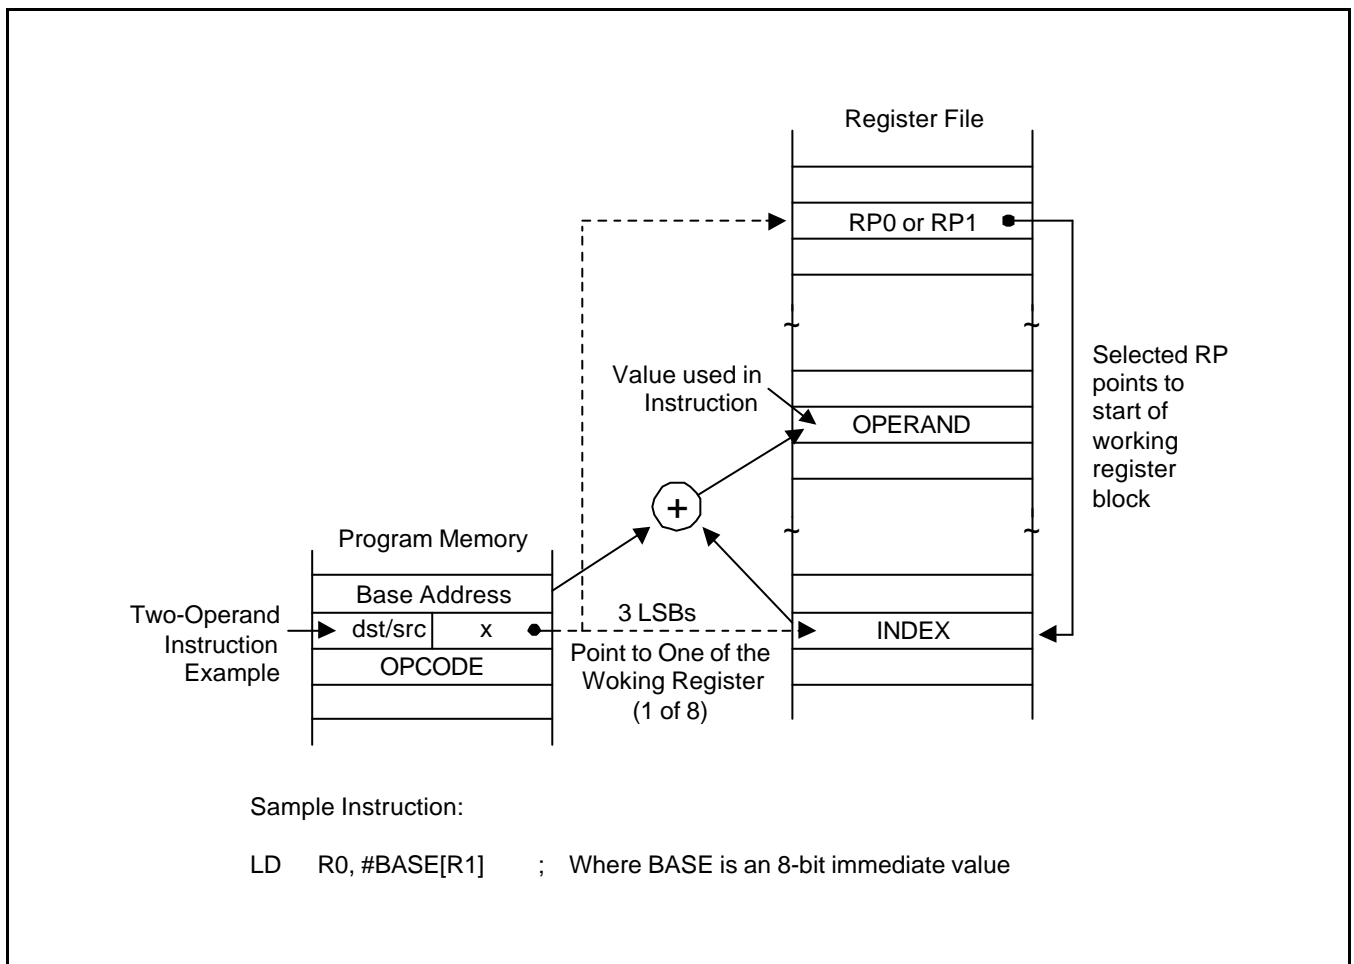 Register File
RP0 or RP1
Selected RP
points to
start of
working
register
block
Value used in
Instruction
OPERAND
+
Program Memory
Base Address
Two-Operand
Instruction
Example
dst/src x
3 LSBs
INDEX
OPCODE
Point to One of the
Woking Register
(1 of 8)
~ ~
~ ~
Sample Instruction:
LD R0, #BASE[R1] ; Where BASE is an 8-bit immediate value